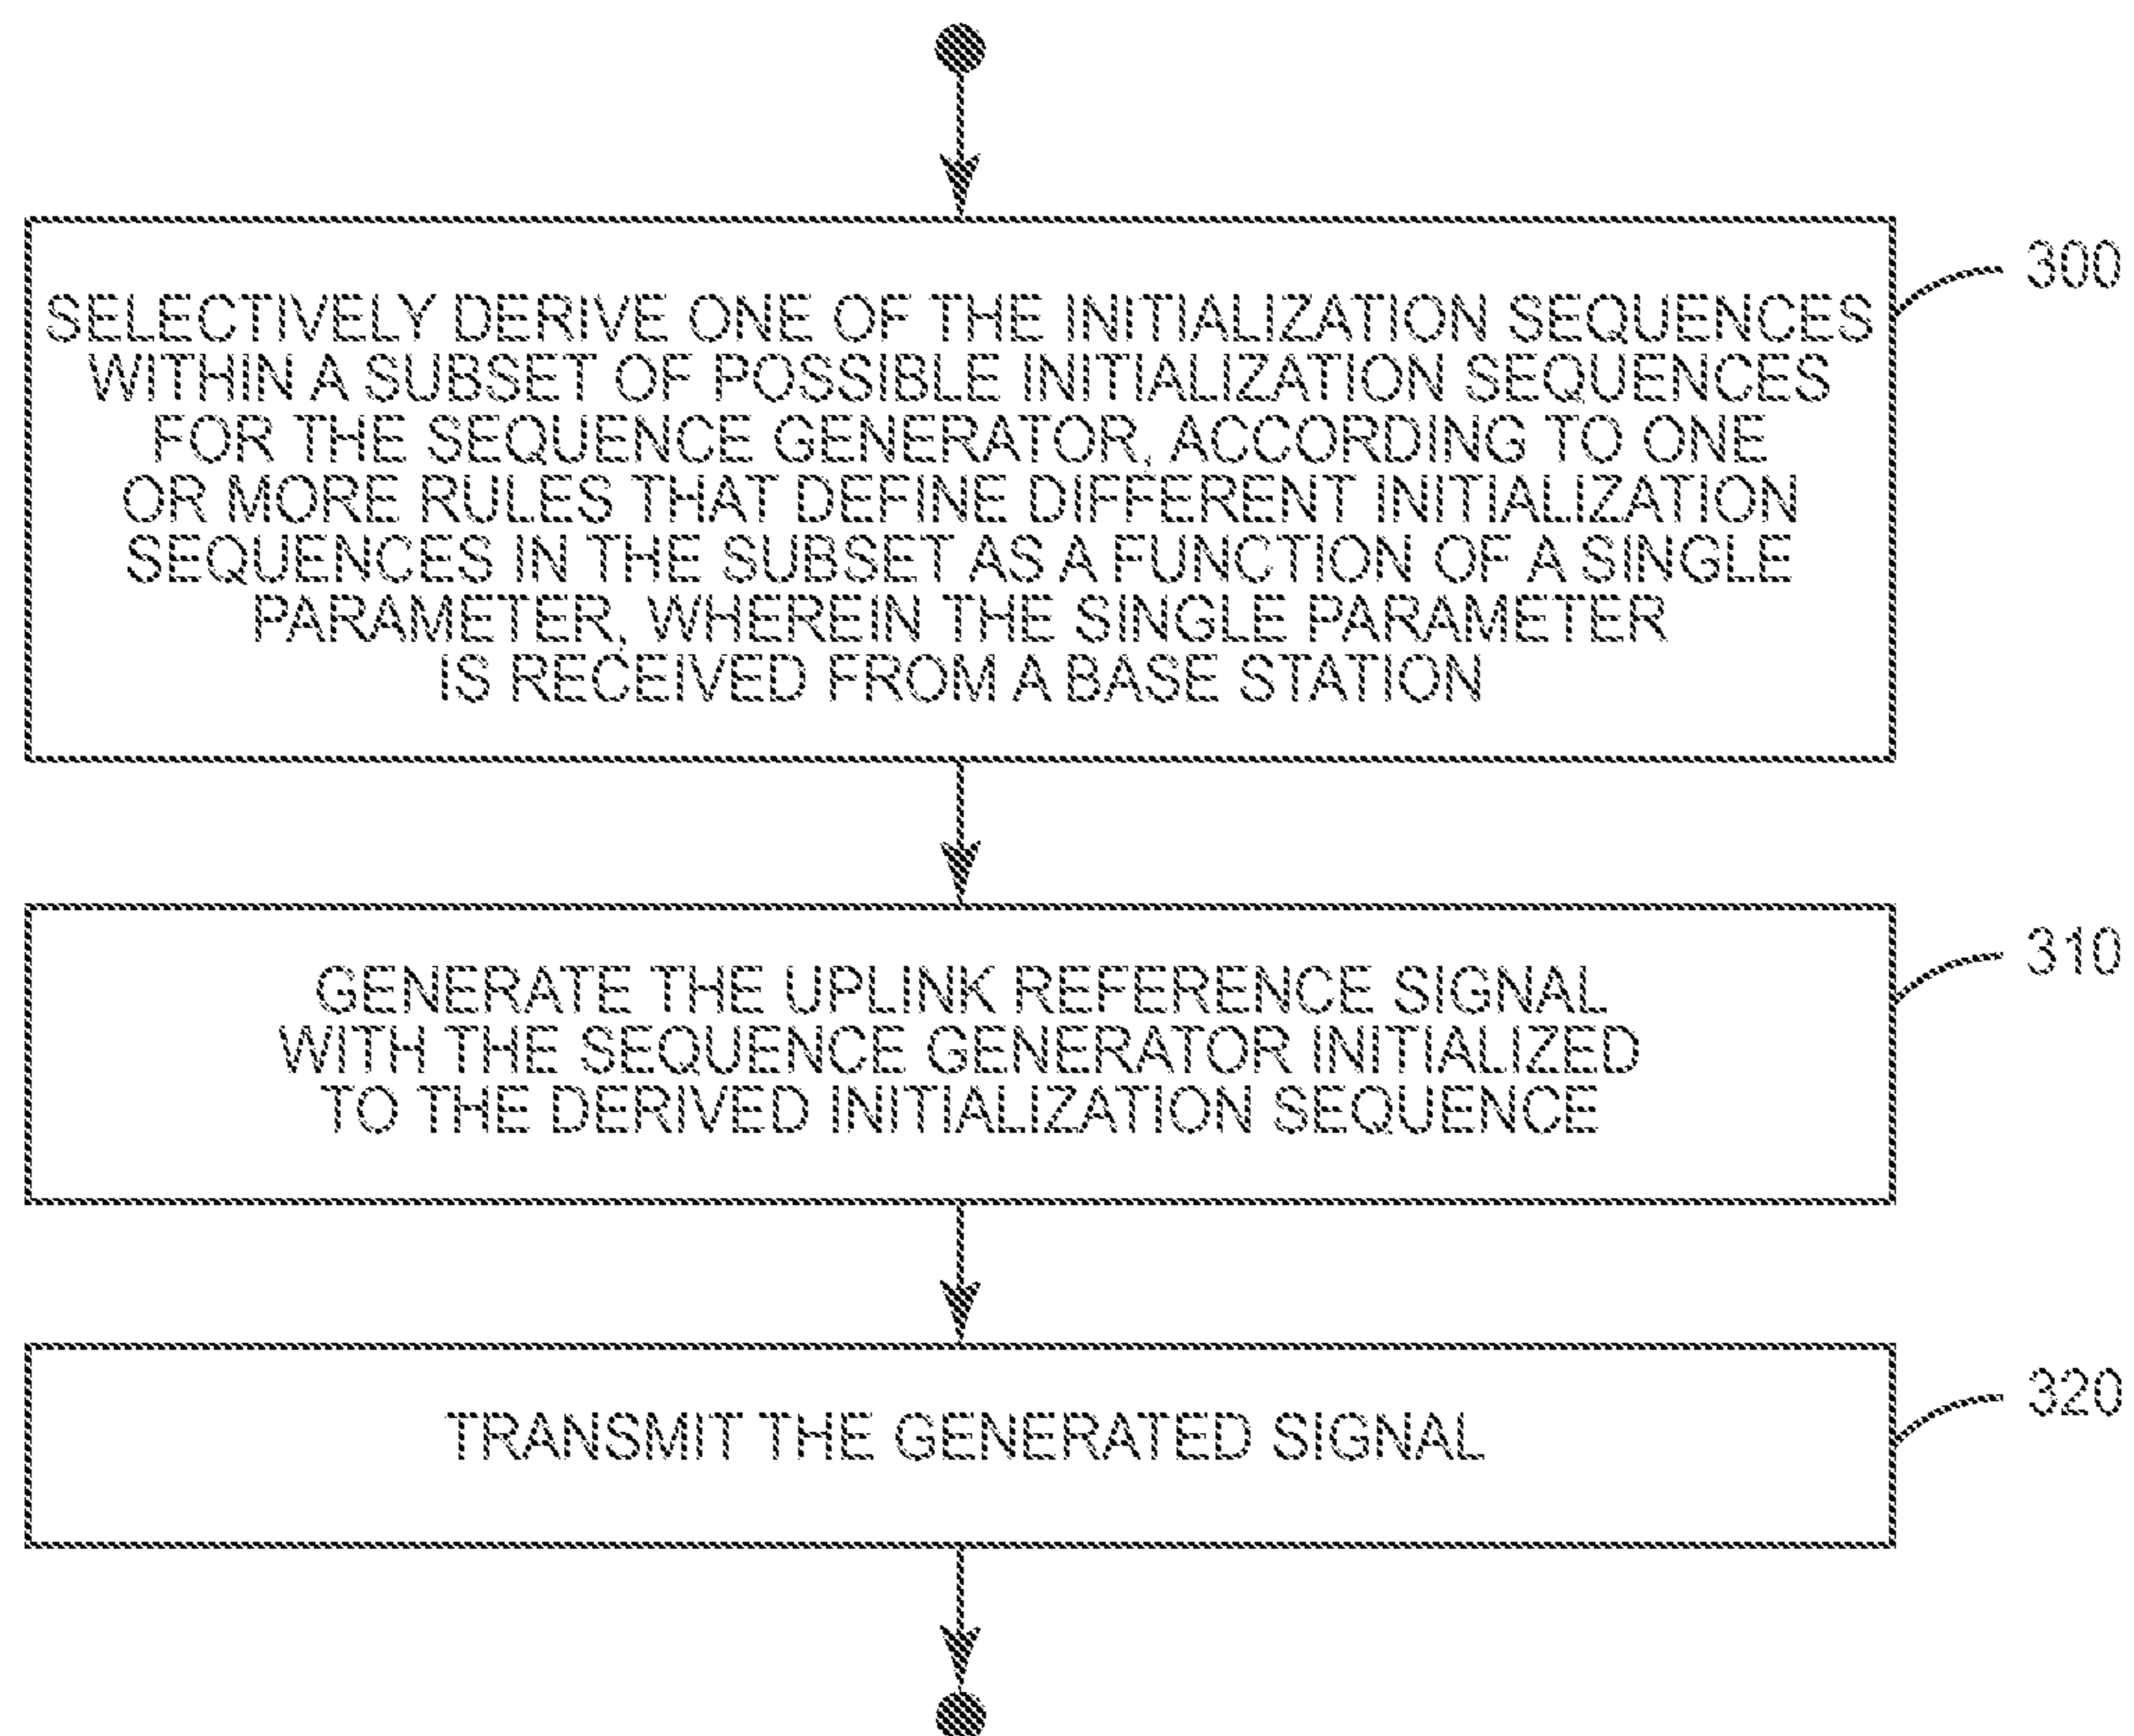 300
SELECTIVELY DERIVE ONE OF THE INITIALIZATION SEQUENCES
WITHIN A SUBSET OF POSSIBLE INITIALIZATION SEQUENCES
FOR THE SEQUENCE GENERATOR, ACCORDING TO ONE
OR MORE RULES THAT DEFINE DIFFERENT INITIALIZATION
SEQUENCES IN THE SUBSET AS A FUNCTION OF A SINGLE
PARAMETER, WHEREIN THE SINGLE PARAMETER
IS RECEIVED FROM A BASE STATION
310
GENERATE THE UPLINK REFERENCE SIGNAL
WITH THE SEQUENCE GENERATOR INITIALIZED
TO THE DERIVED INITIALIZATION SEQUENCE
320
TRANSMIT THE GENERATED SIGNAL